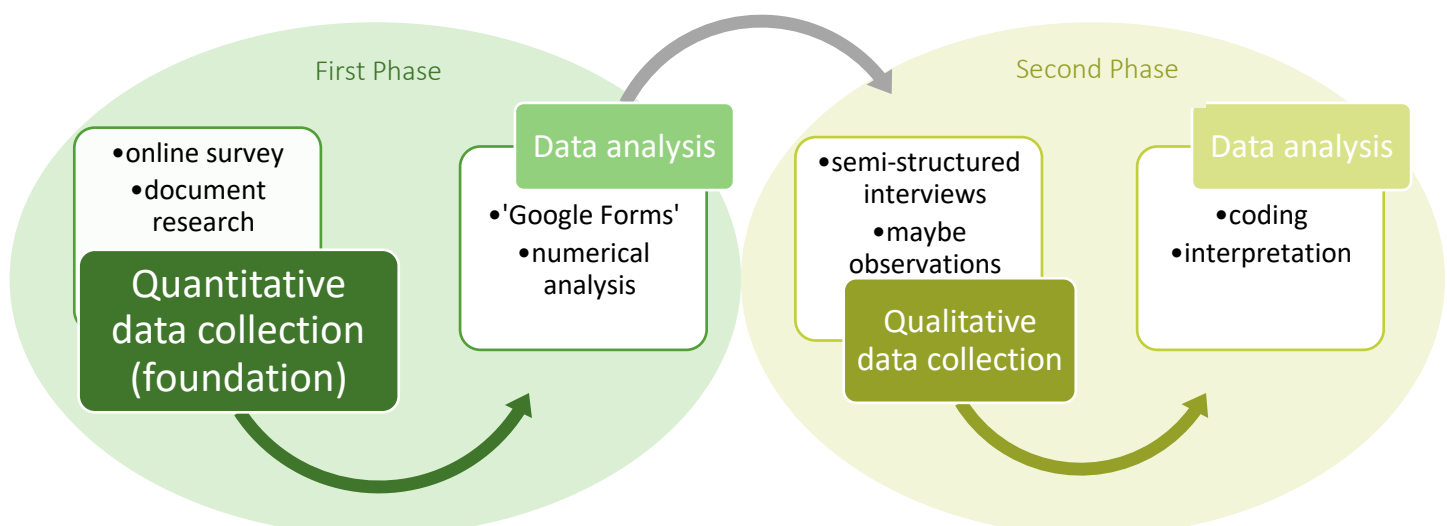 First Phase
•online survey
•document
research
Quantitative
data collection
(foundation)
Data analysis
•'Google Forms'
•numerical
analysis
Second Phase
•semi-structured
interviews
•maybe
observations
Qualitative
data collection
Data analysis
•coding
•interpretation